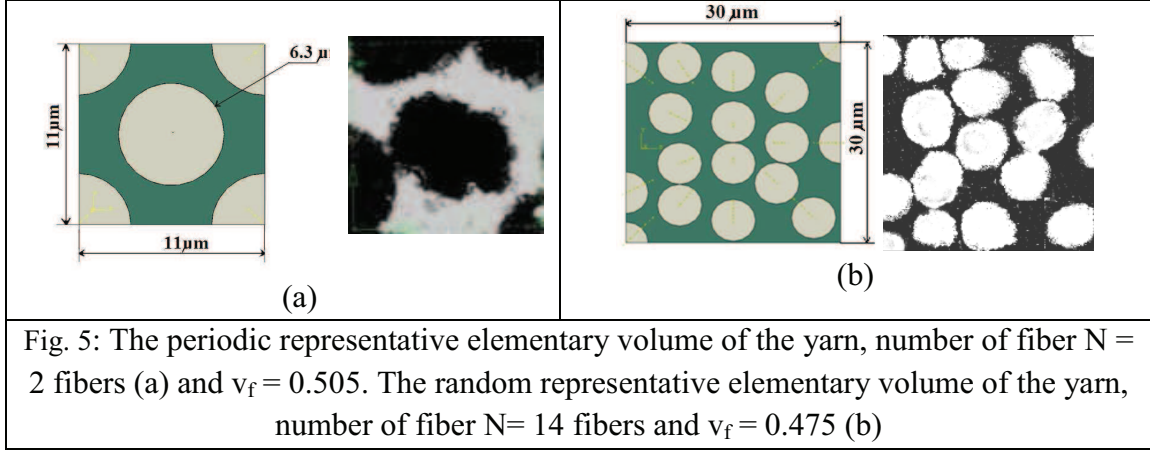 6.3 µ
11µm
11µm
(a)
30 µm
30 µm
(b)
Fig. 5: The periodic representative elementary volume of the yarn, number of fiber N =
2 fibers (a) and vf = 0.505. The random representative elementary volume of the yarn,
number of fiber N= 14 fibers and vf = 0.475 (b)